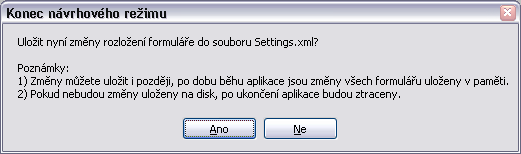 Konec návrhového režimu
Uložit nyní změny rozložení formuláře do souboru Settings.xml?
Poznámky:
1) Změny můžete uložit i později, po dobu běhu aplikace jsou změny všech formulářu uloženy v paměti.
2) Pokud nebudou změny uloženy na disk, po ukončení aplikace budou ztraceny.
Ano
Ne